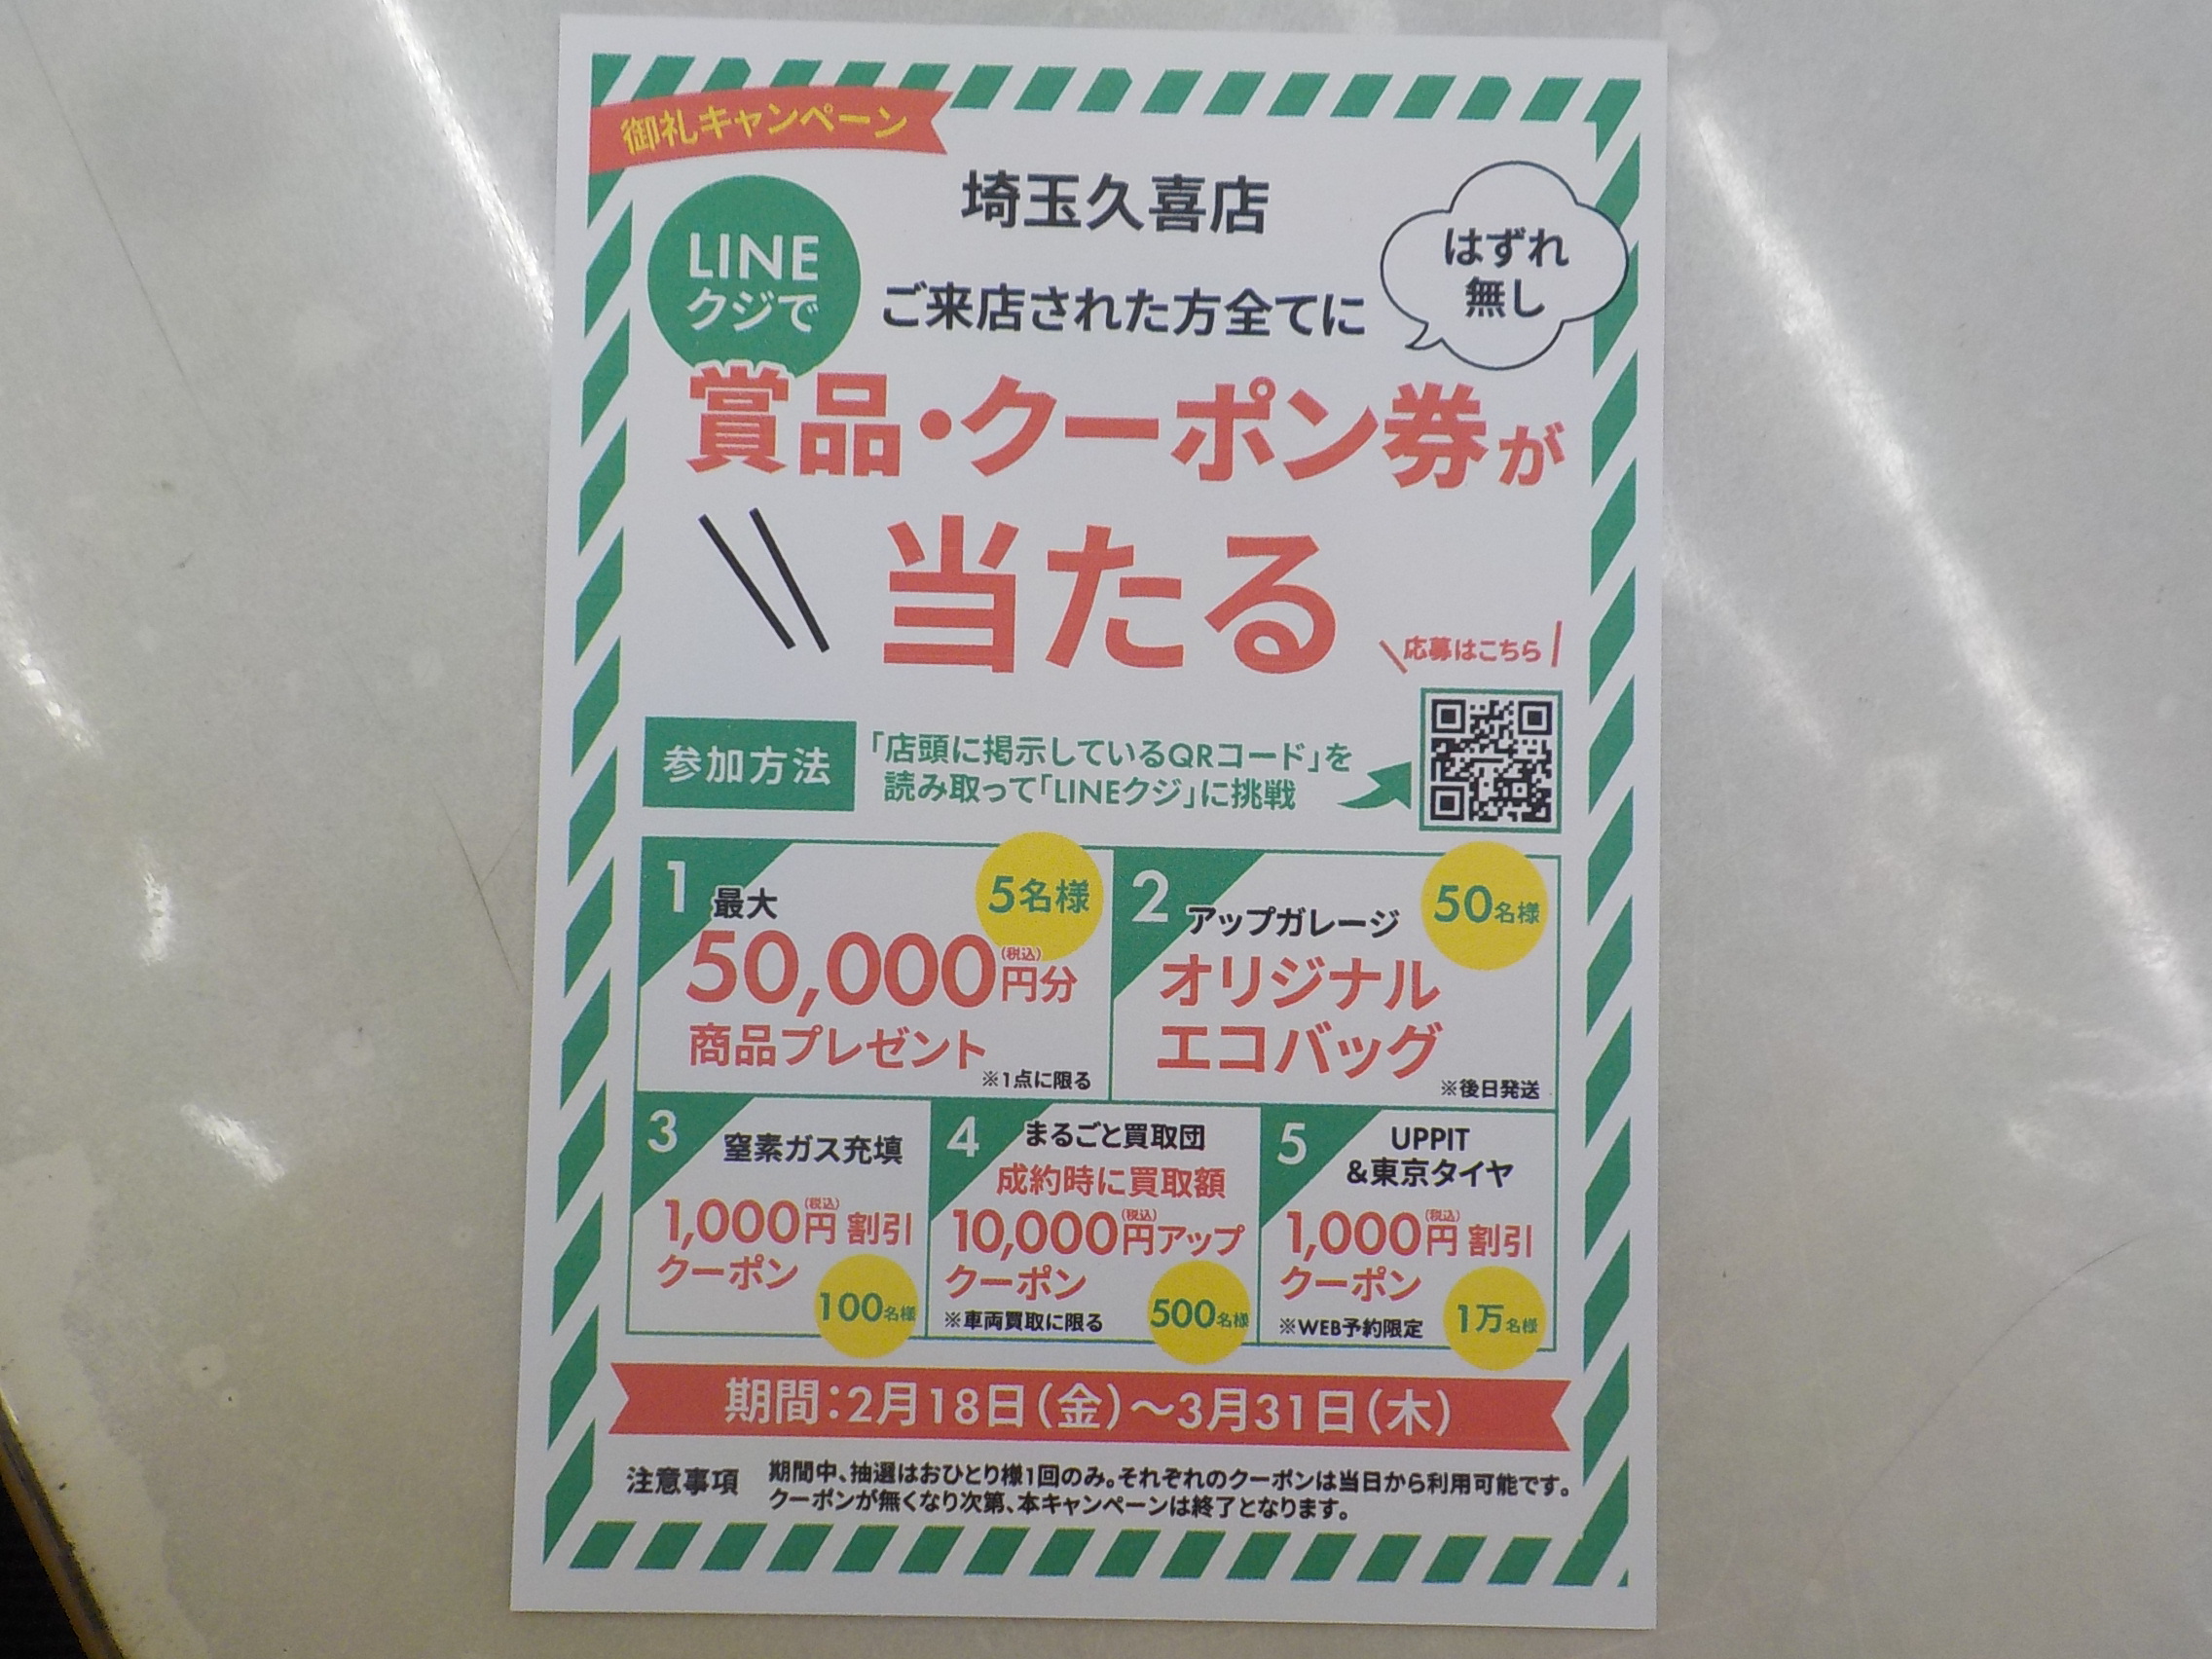 御礼キャンペーン
埼玉久喜店
はずれ
無し
LINE
クジで
ご来店された方全てに
賞品・クーポン券が
当たる
応募はこちら
参加方法
「店頭に掲示しているQRコード」を
読み取って「LINEクジ」に挑戦
1
最大
5名様
50,000円分
(税込)
商品プレゼント
※1点に限る
2
アップガレージ
50名様
オリジナル
エコバッグ
※後日発送
3
窒素ガス充填
1,000円割引
(税込)
クーポン
100名様
4
まるごと買取団
成約時に買取額
10,000円アップ
(税込)
クーポン
※車両買取に限る
500名様
5
UPPIT
&東京タイヤ
1,000円割引
(税込)
クーポン
※WEB予約限定
1万名様
期間：2月18日(金)～3月31日(木)
注意事項
期間中、抽選はおひとり様1回のみ。それぞれのクーポンは当日から利用可能です。
クーポンが無くなり次第、本キャンペーンは終了となります。